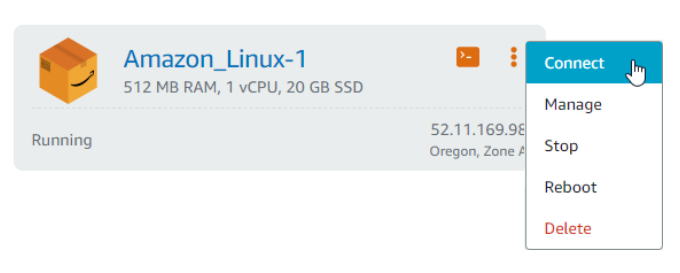 Amazon_Linux-1
512 MB RAM, 1 vCPU, 20 GB SSD
Running
52.11.169.98
Oregon, Zone A
Connect
Manage
Stop
Reboot
Delete